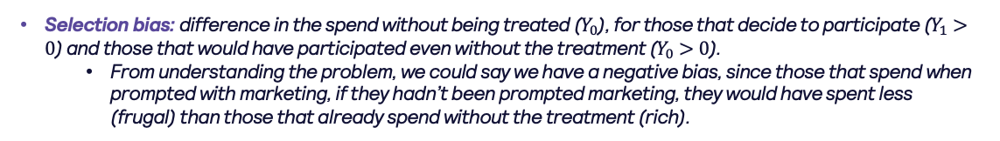 • Selection bias: difference in the spend without being treated (Y₀), for those that decide to participate (Y₁ >
0) and those that would have participated even without the treatment (Y₀ > 0).
• From understanding the problem, we could say we have a negative bias, since those that spend when
prompted with marketing, if they hadn't been prompted marketing, they would have spent less
(frugal) than those that already spend without the treatment (rich).